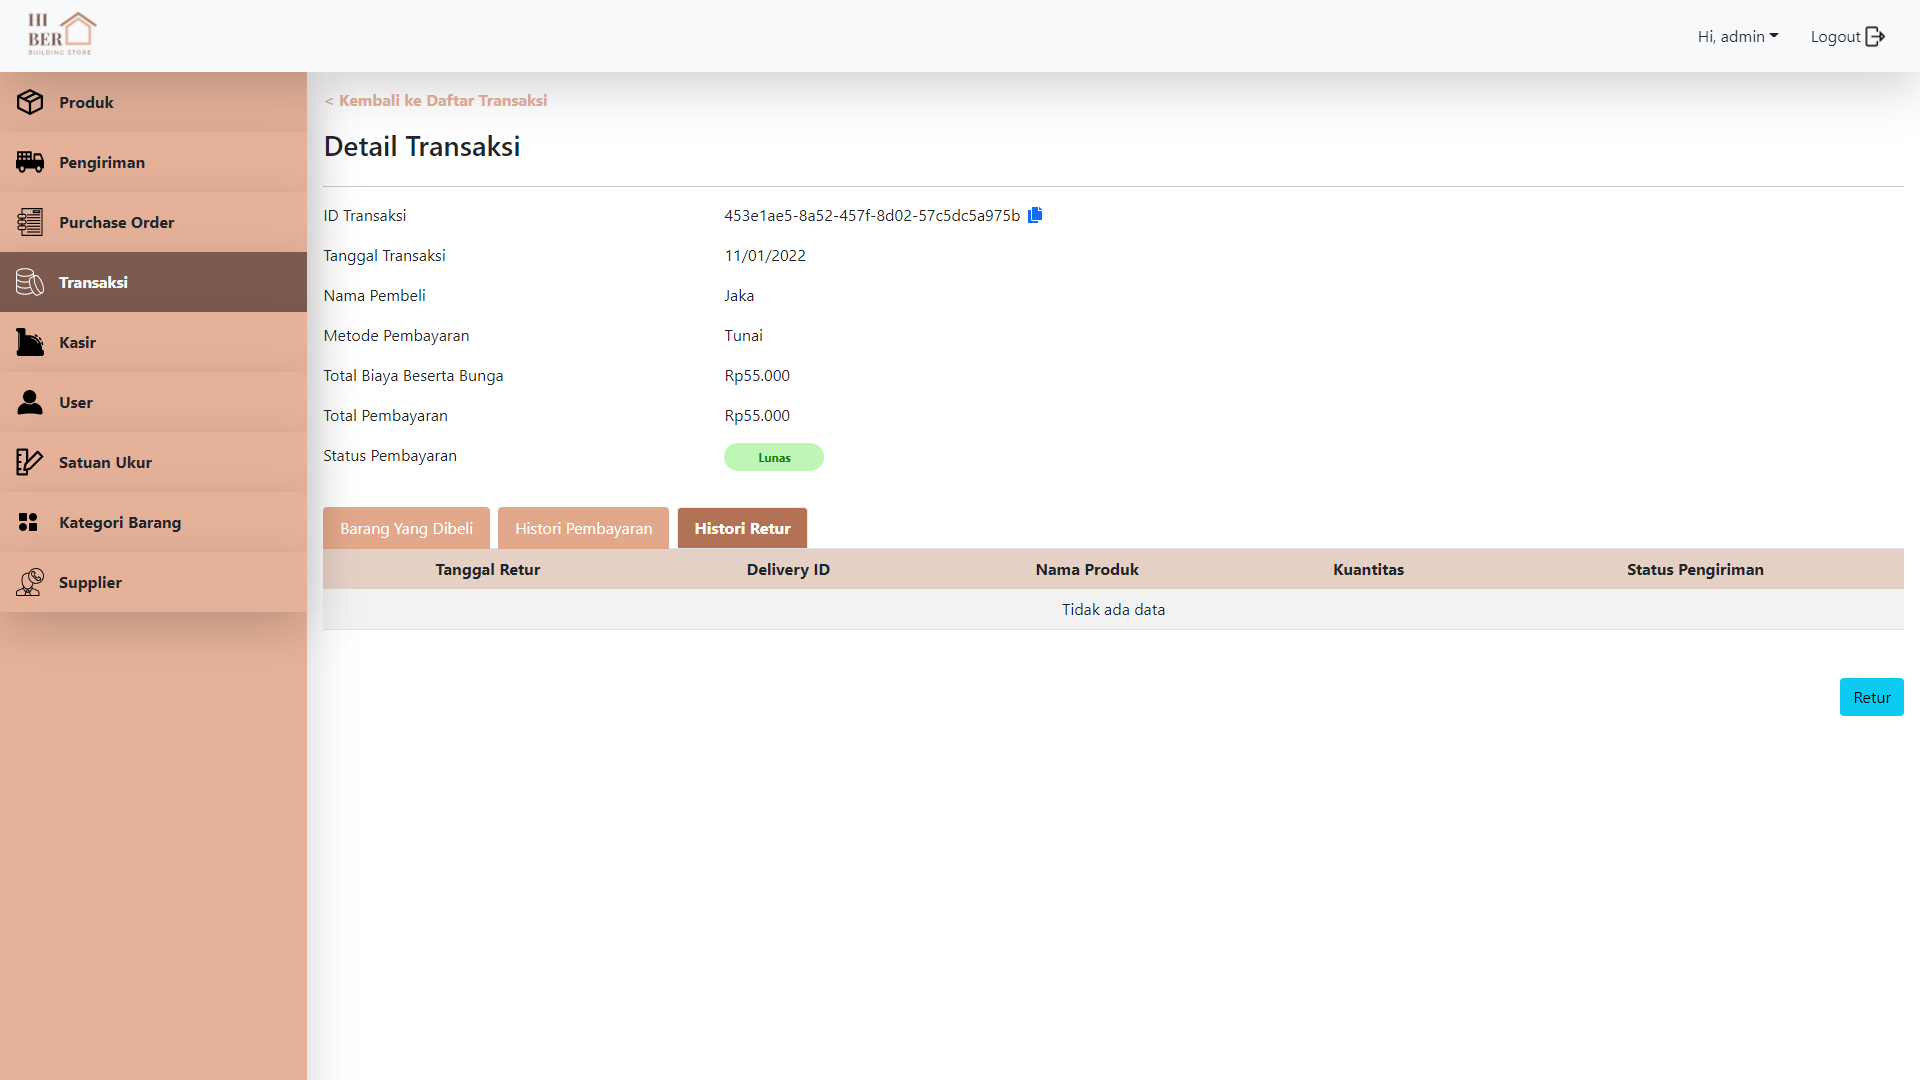 HI
BER
BUILDING STORE
Hi, admin
Logout
Produk
Pengiriman
Purchase Order
Transaksi
Kasir
User
Satuan Ukur
Kategori Barang
Supplier
< Kembali ke Daftar Transaksi
Detail Transaksi
ID Transaksi 453e1ae5-8a52-457f-8d02-57c5dc5a975b
Tanggal Transaksi 11/01/2022
Nama Pembeli Jaka
Metode Pembayaran Tunai
Total Biaya Beserta Bunga Rp55.000
Total Pembayaran Rp55.000
Status Pembayaran Lunas
Barang Yang Dibeli Histori Pembayaran Histori Retur
Tanggal Retur Delivery ID Nama Produk Kuantitas Status Pengiriman
Tidak ada data
Retur